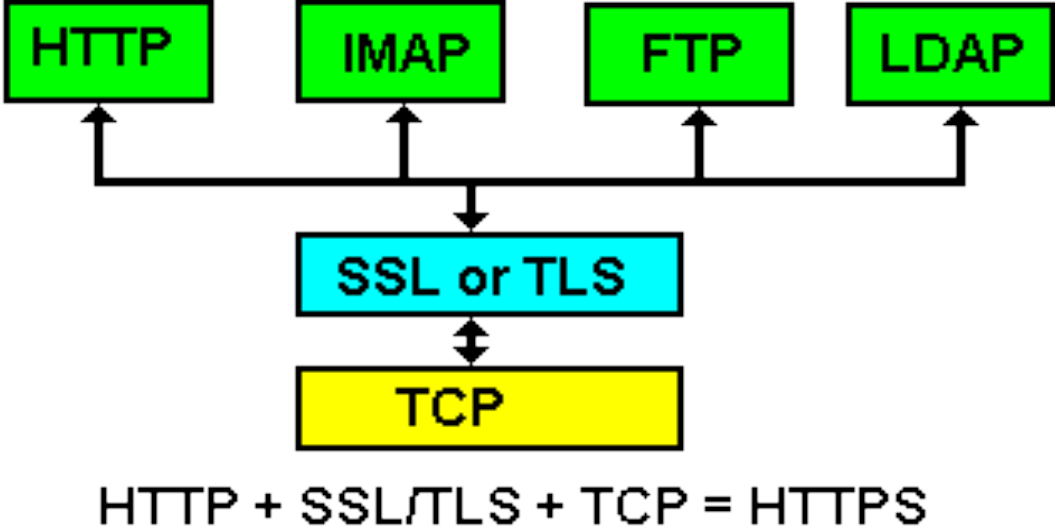 HTTP IMAP FTP LDAP
SSL or TLS
TCP
HTTP + SSL/TLS + TCP = HTTPS